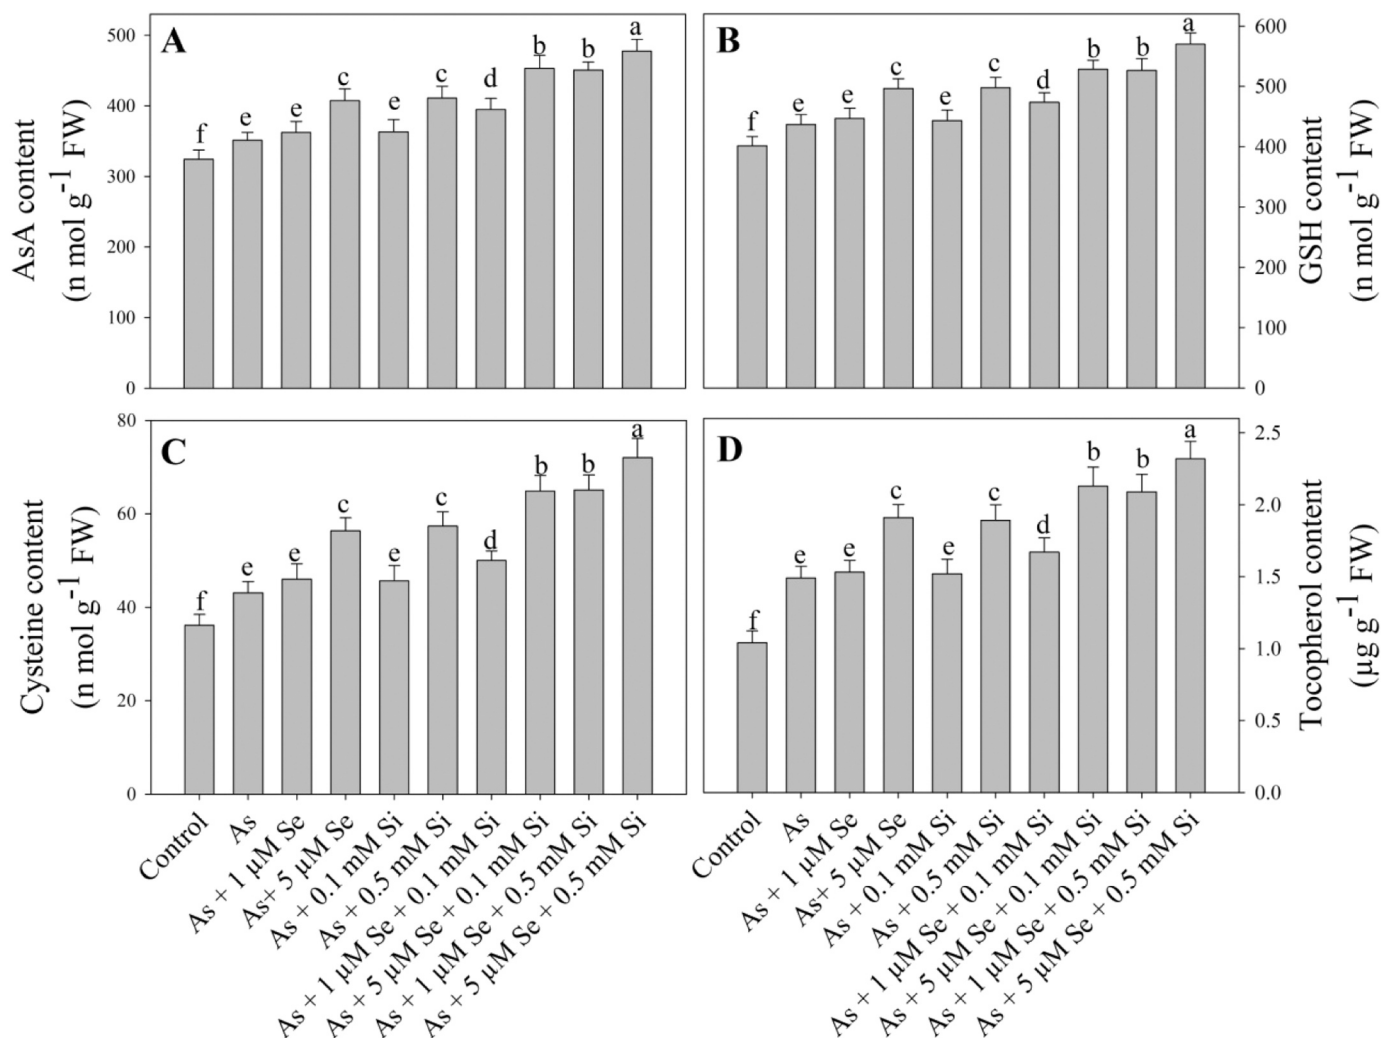 A
a
b
b
c
c
d
e
e
e
f
500
400
300
200
100
0
AsA content
(n mol g⁻¹ FW)
B
a
b
b
c
c
d
e
e
e
f
600
500
400
300
200
100
0
GSH content
(n mol g⁻¹ FW)
C
a
b
b
c
c
d
e
e
e
f
80
60
40
20
0
Cysteine content
(n mol g⁻¹ FW)
D
a
b
b
c
c
d
e
e
e
f
2.5
2.0
1.5
1.0
0.5
0.0
Tocopherol content
(µg g⁻¹ FW)
Control
As
As + 1 µM Se
As+ 5 µM Se
As + 0.1 mM Si
As + 0.5 mM Si
As + 1 µM Se + 0.1 mM Si
As + 5 µM Se + 0.1 mM Si
As + 1 µM Se + 0.5 mM Si
As + 5 µM Se + 0.5 mM Si
Control
As
As + 1 µM Se
As+ 5 µM Se
As + 0.1 mM Si
As + 0.5 mM Si
As + 1 µM Se + 0.1 mM Si
As + 5 µM Se + 0.1 mM Si
As + 1 µM Se + 0.5 mM Si
As + 5 µM Se + 0.5 mM Si